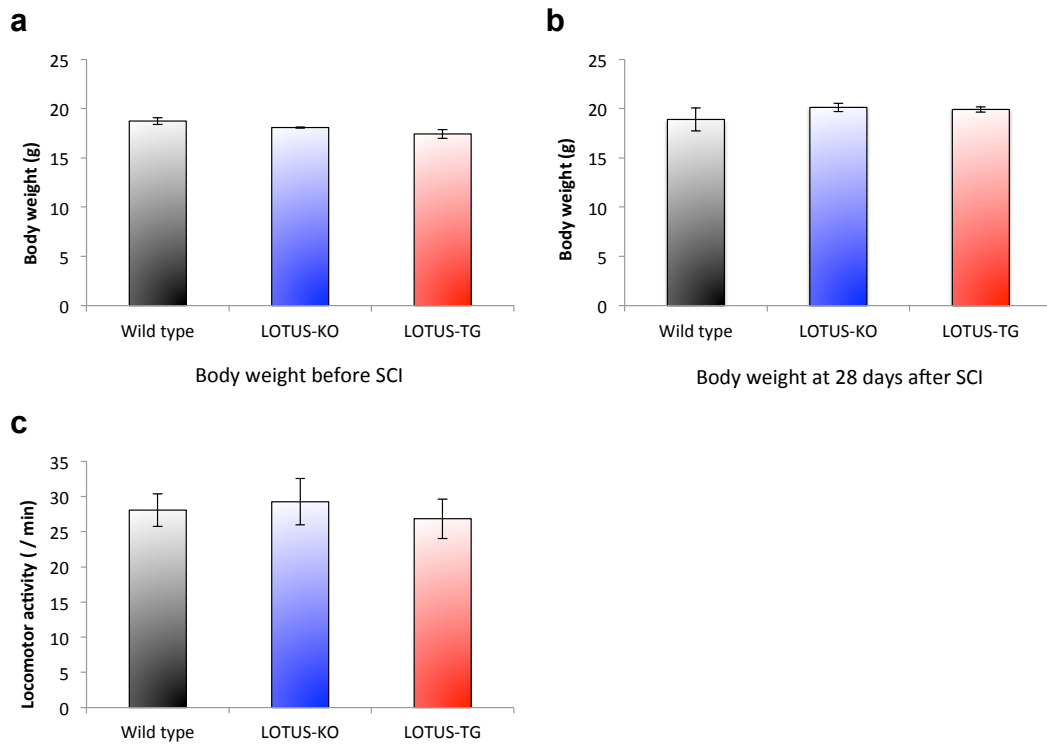 a
25
20
15
10
5
0
Body weight (g)
Wild type LOTUS-KO LOTUS-TG
Body weight before SCI
b
25
20
15
10
5
0
Body weight (g)
Wild type LOTUS-KO LOTUS-TG
Body weight at 28 days after SCI
c
35
30
25
20
15
10
5
0
Locomotor activity ( / min)
Wild type LOTUS-KO LOTUS-TG